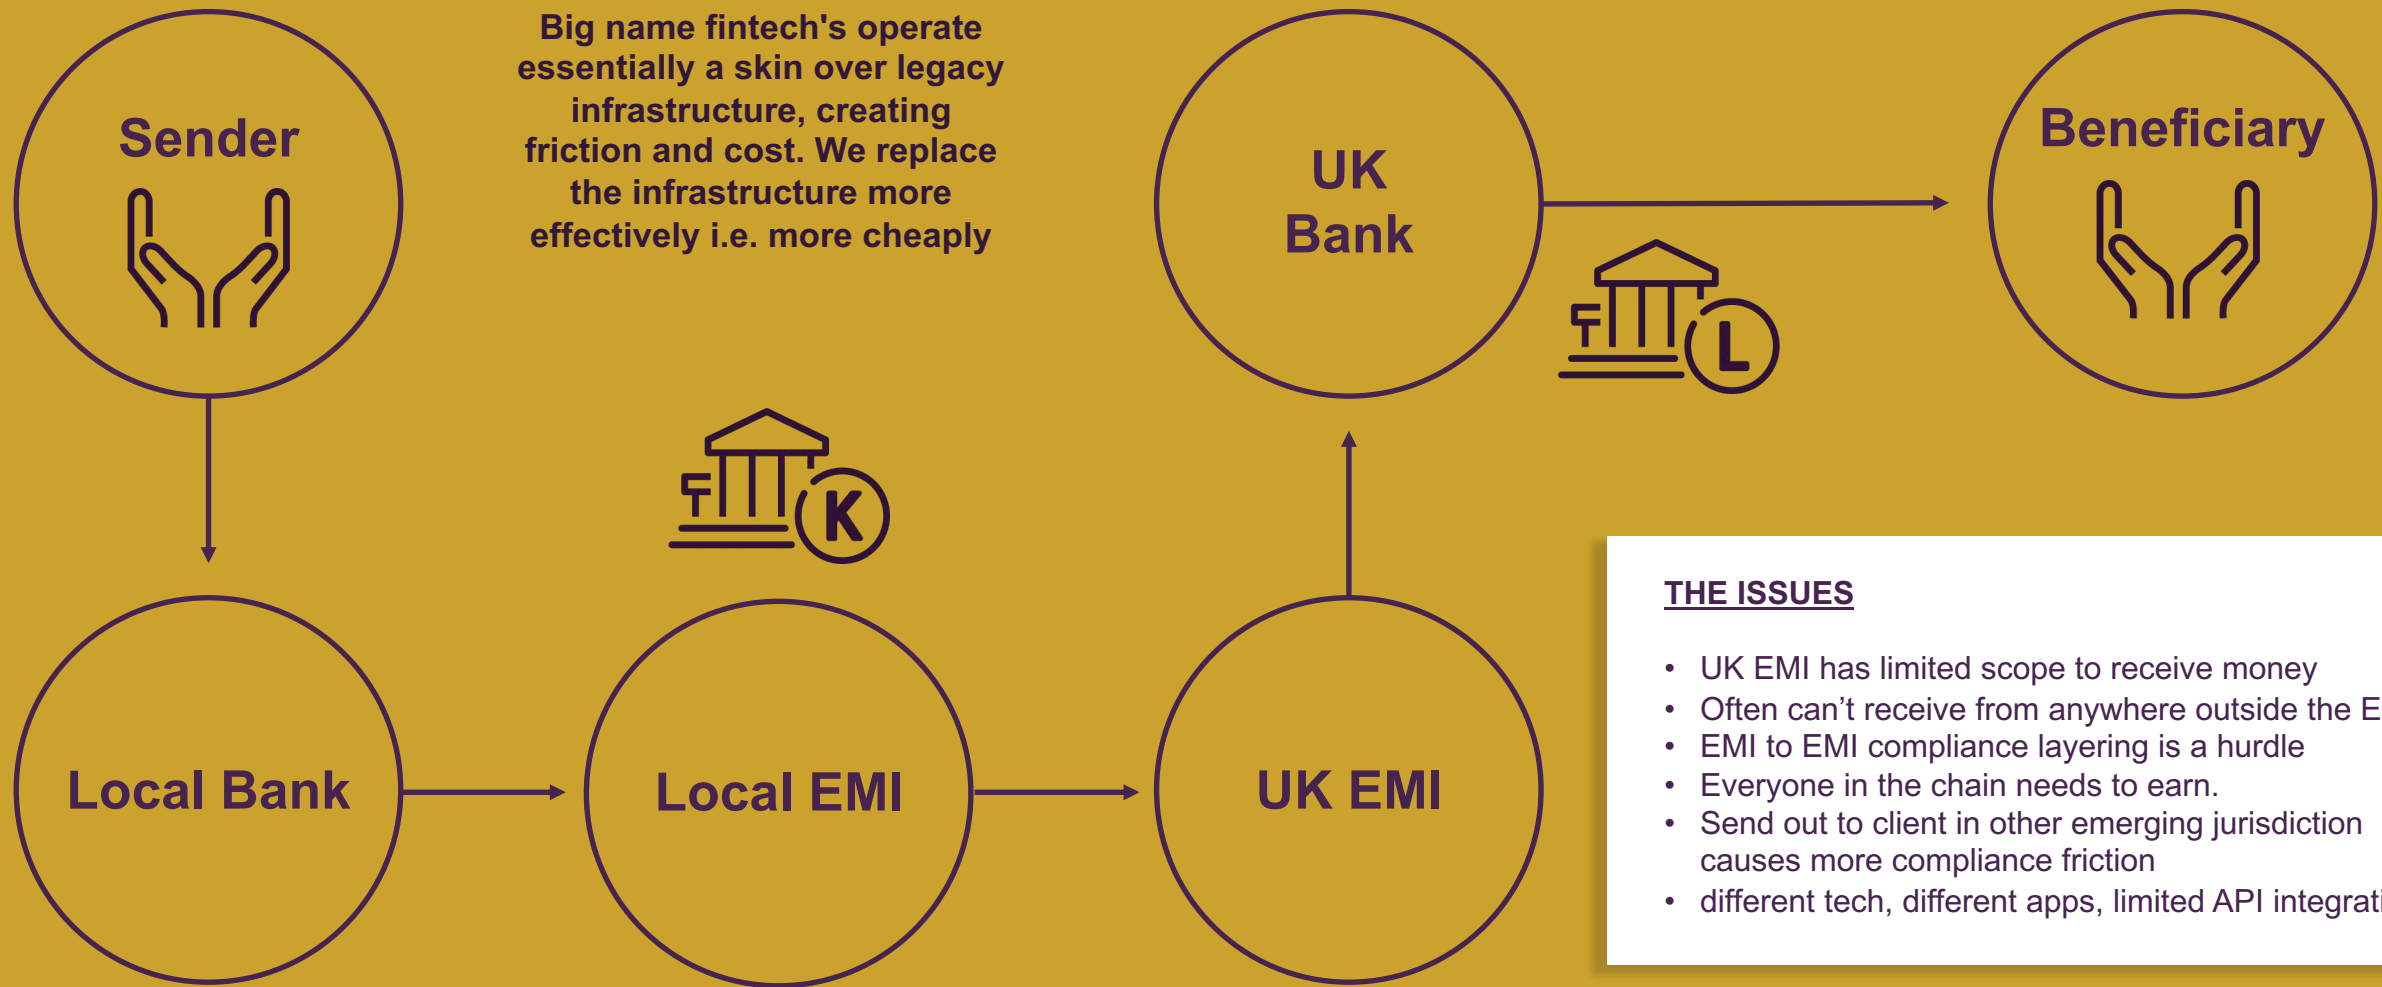 Sender
Big name fintech's operate
essentially a skin over legacy
infrastructure, creating
friction and cost. We replace
the infrastructure more
effectively i.e. more cheaply
UK
Bank
L
Beneficiary
K
Local Bank
Local EMI
UK EMI
THE ISSUES
• UK EMI has limited scope to receive money
• Often can’t receive from anywhere outside the
• EMI to EMI compliance layering is a hurdle
• Everyone in the chain needs to earn.
• Send out to client in other emerging jurisdiction
causes more compliance friction
• different tech, different apps, limited API